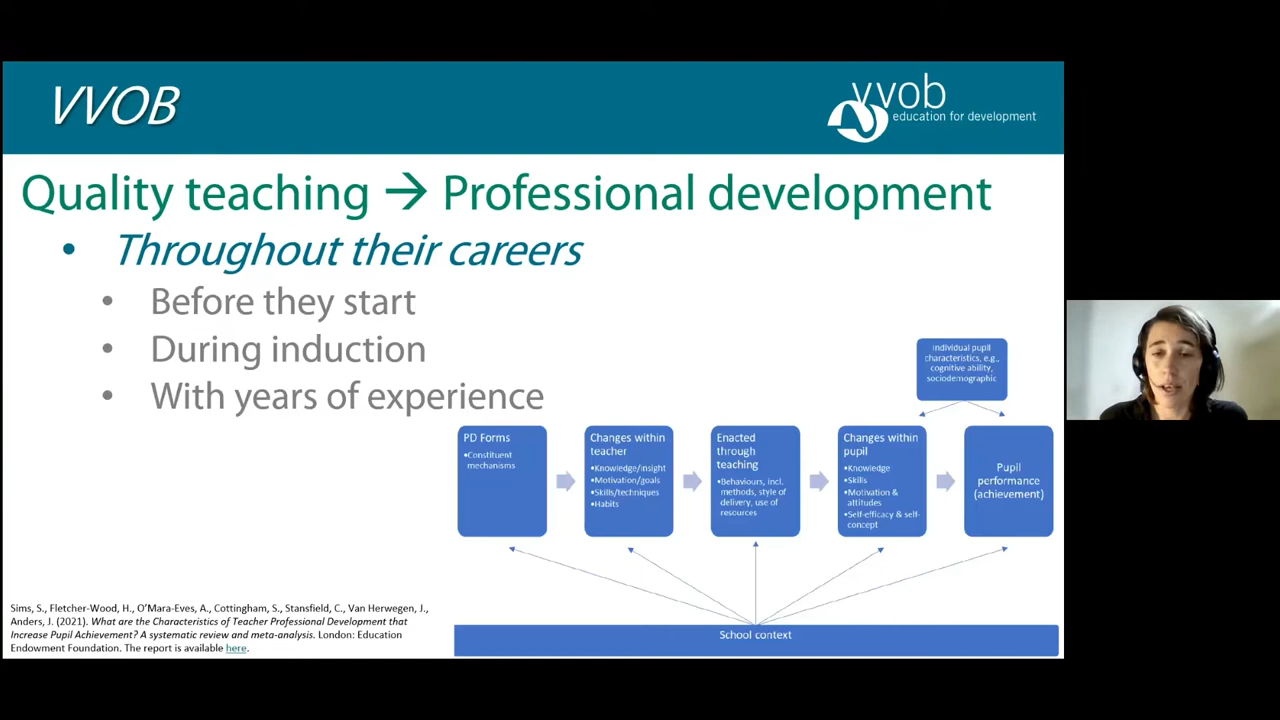 VVOB
vvob
education for development
Quality teaching → Professional development
• Throughout their careers
• Before they start
• During induction
• With years of experience
Individual pupil
characteristics, e.g.,
cognitive ability,
sociodemographic
PD Forms
•Constituent
mechanisms
Changes within
teacher
•Knowledge/insight
•Motivation/goals
•Skills/techniques
•Habits
Enacted
through
teaching
•Behaviours, incl.
methods, style of
delivery, use of
resources
Changes within
pupil
•Knowledge
•Skills
•Motivation &
attitudes
•Self-efficacy & self-
concept
Pupil
performance
(achievement)
School context
Sims, S., Fletcher-Wood, H., O'Mara-Eves, A., Cottingham, S., Stansfield, C., Van Herwegen, J.,
Anders, J. (2021). What are the Characteristics of Teacher Professional Development that
Increase Pupil Achievement? A systematic review and meta-analysis. London: Education
Endowment Foundation. The report is available here.